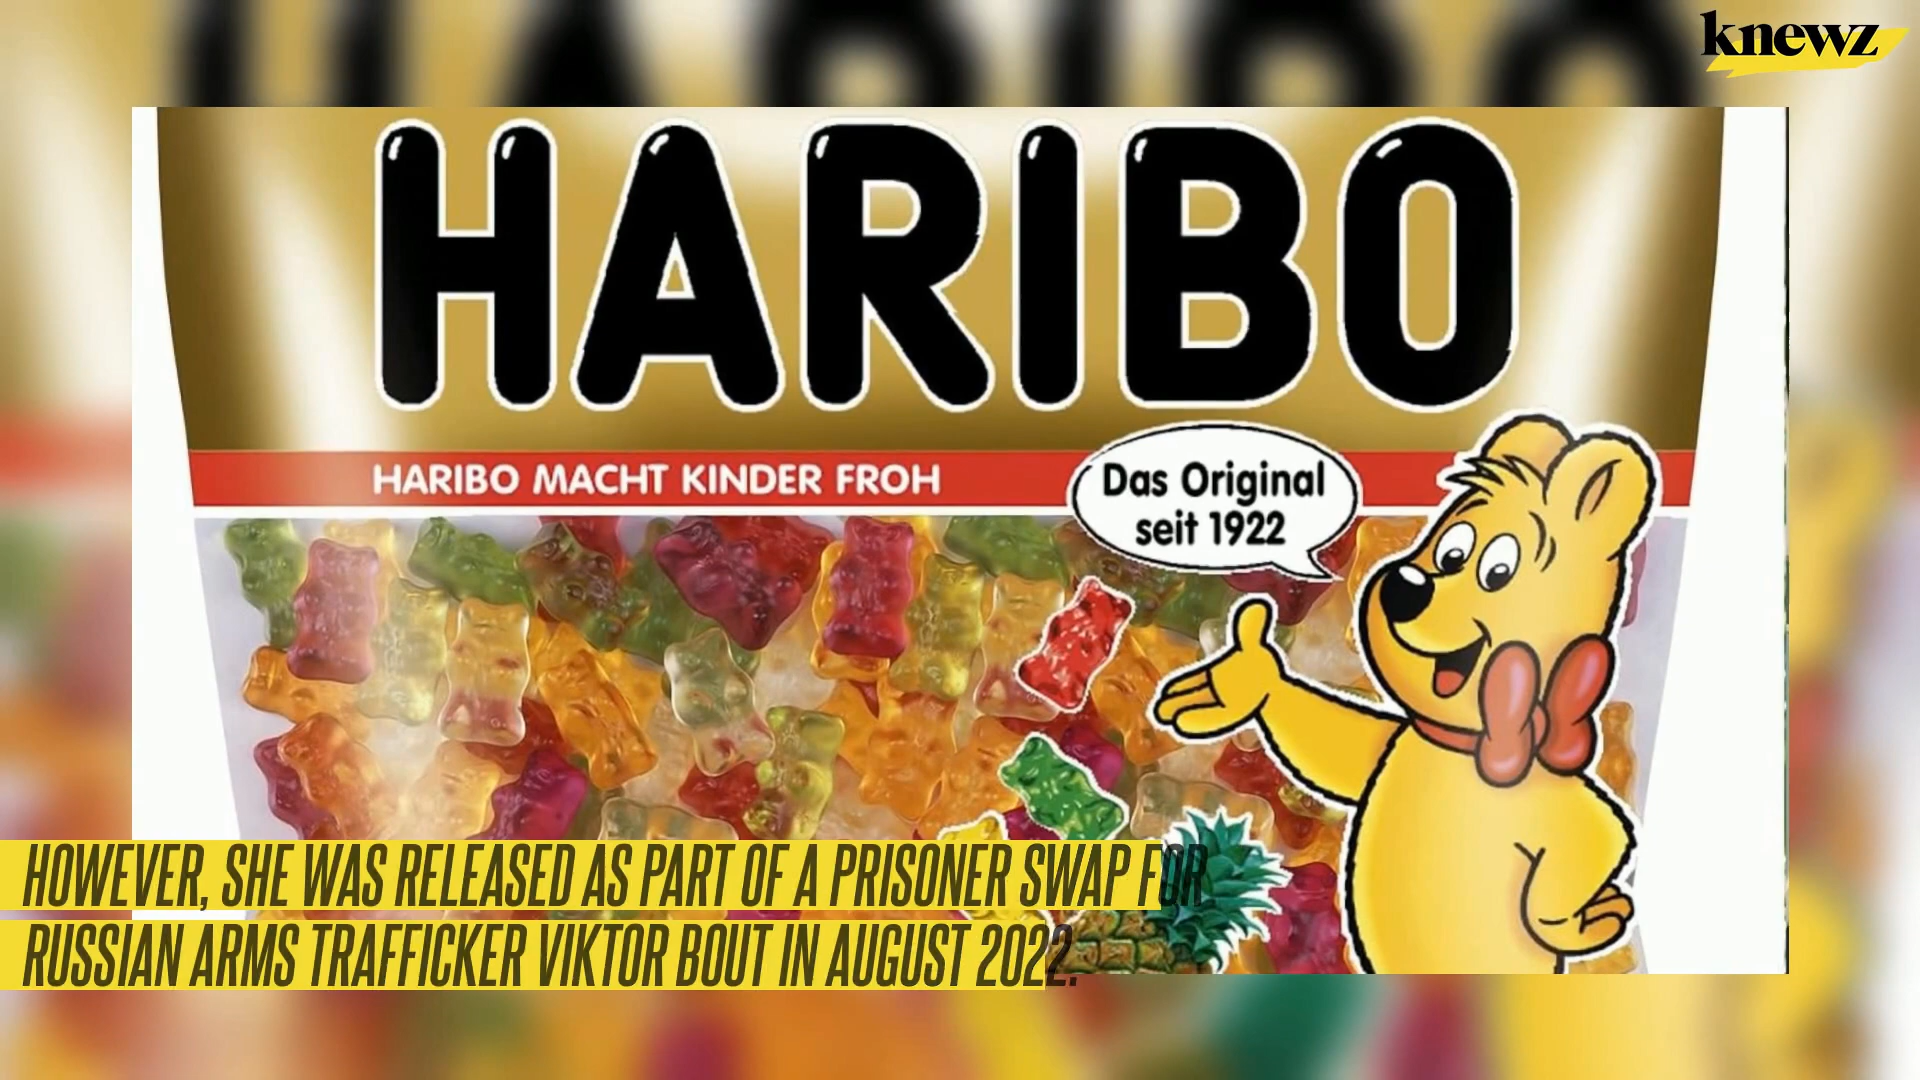 knewz
HARIBO
HARIBO MACHT KINDER FROH
Das Original
seit 1922
HOWEVER, SHE WAS RELEASED AS PART OF A PRISONER SWAP FOR
RUSSIAN ARMS TRAFFICKER VIKTOR BOUT IN AUGUST 2022.